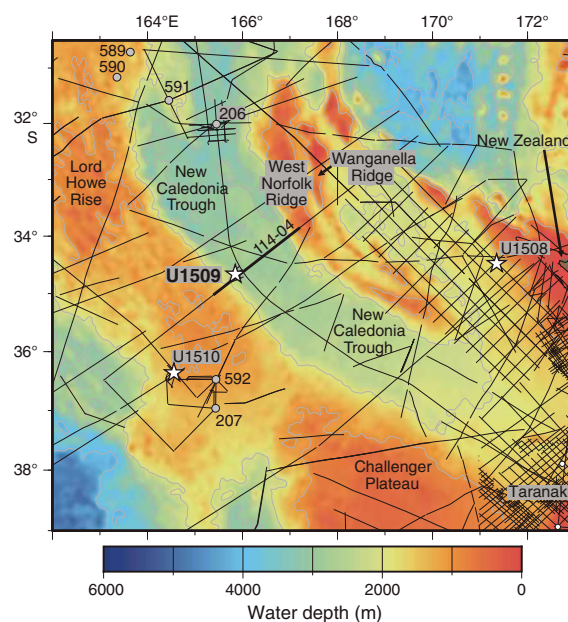 164°E 166° 168° 170° 172°
589
590
591
206
32°
S
New Zealand
Lord
Howe
Rise
New
Caledonia
Trough
West
Norfolk
Ridge
Wanganella
Ridge
34°
114-04
U1508
U1509
New
Caledonia
Trough
36°
U1510
592
207
38°
Challenger
Plateau
Taranak
6000 4000 2000 0
Water depth (m)